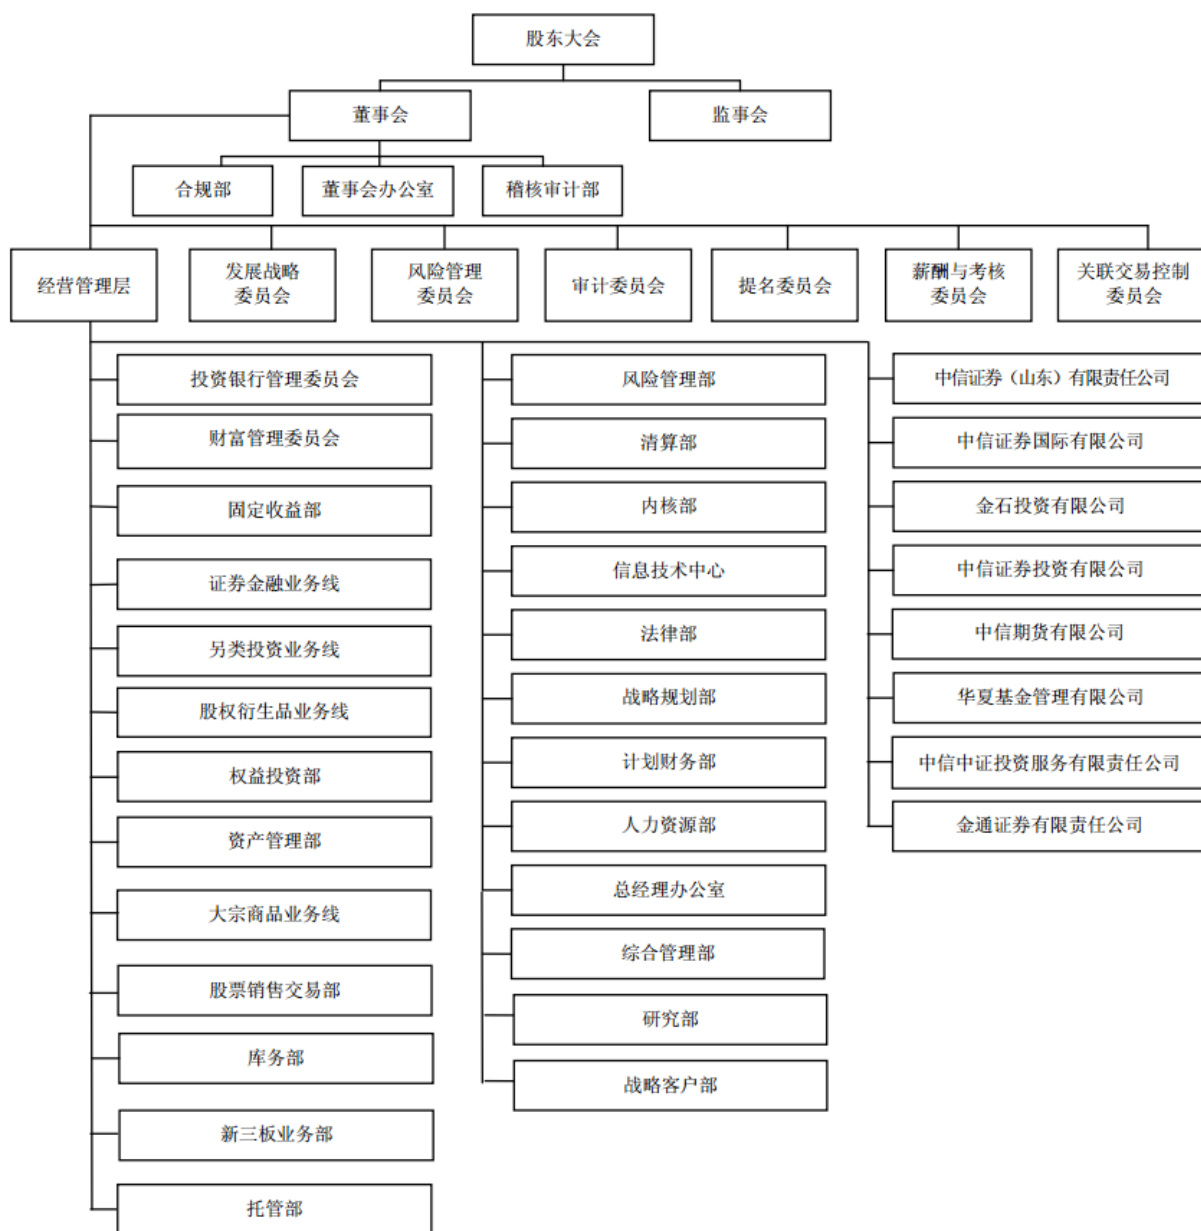 股东大会
董事会
监事会
合规部
董事会办公室
稽核审计部
经营管理层
发展战略
委员会
风险管理
委员会
审计委员会
提名委员会
薪酬与考核
委员会
关联交易控制
委员会
投资银行管理委员会
财富管理委员会
固定收益部
证券金融业务线
另类投资业务线
股权衍生品业务线
权益投资部
资产管理部
大宗商品业务线
股票销售交易部
库务部
新三板业务部
托管部
风险管理部
清算部
内核部
信息技术中心
法律部
战略规划部
计划财务部
人力资源部
总经理办公室
综合管理部
研究部
战略客户部
中信证券（山东）有限责任公司
中信证券国际有限公司
金石投资有限公司
中信证券投资有限公司
中信期货有限公司
华夏基金管理有限公司
中信中证投资服务有限责任公司
金通证券有限责任公司